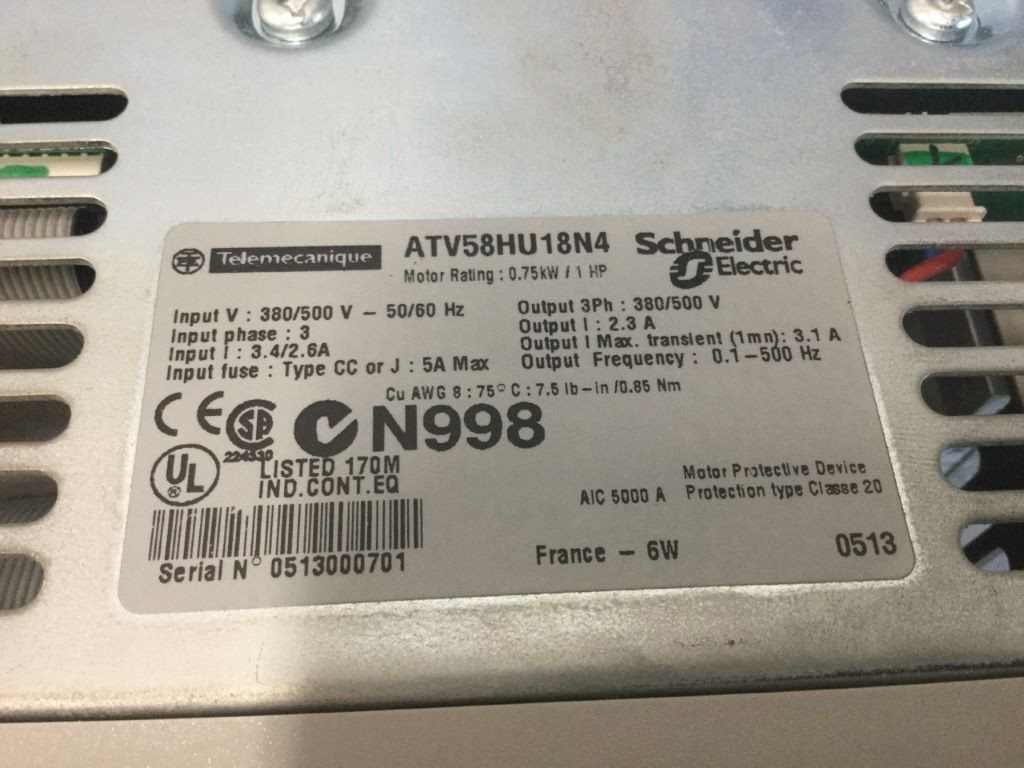 Telemecanique
ATV58HU18N4
Schneider
Electric
Motor Rating : 0.75kW / 1 HP
Input V : 380/500 V – 50/60 Hz
Input phase : 3
Input I : 3.4/2.6A
Input fuse : Type CC or J : 5A Max
Output 3Ph : 380/500 V
Output I : 2.3 A
Output I Max. transient (1mn): 3.1 A
Output Frequency : 0.1–500 Hz
Cu AWG 8 : 75° C : 7.5 lb–in /0.85 Nm
CE
SP
N998
UL
LISTED 170M
IND.CONT.EQ
Motor Protective Device
AIC 5000 A Protection type Classe 20
Serial N° 0513000701
France – 6W
0513